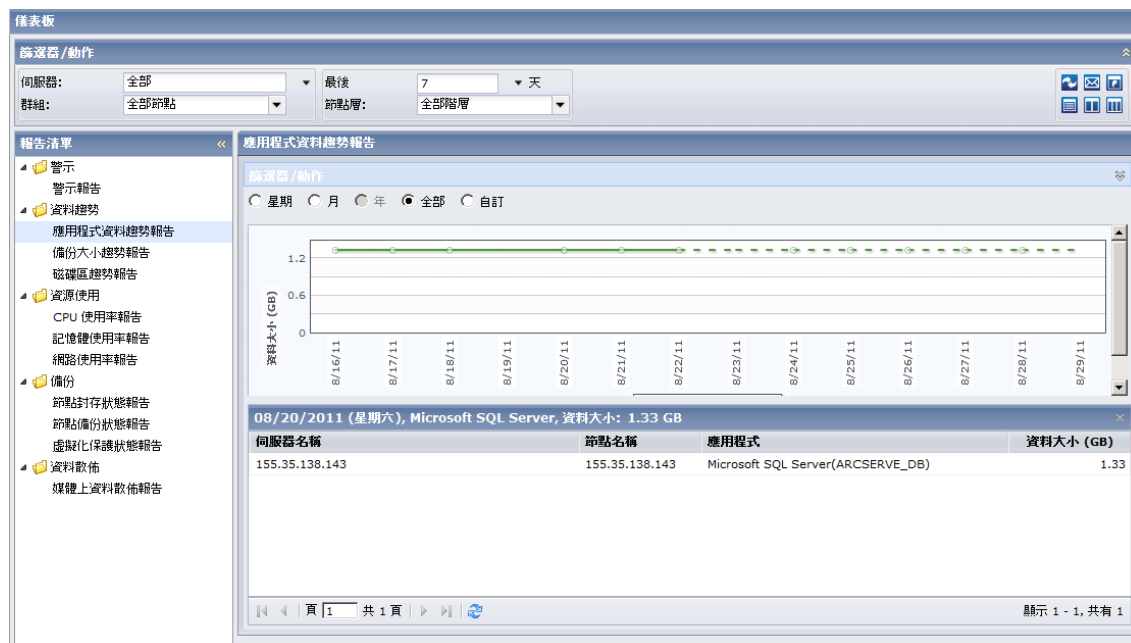 儀表板
篩選器/動作
伺服器: 全部 最後 7 天
群組: 全部節點 節點層: 全部階層
報告清單
警示
警示報告
資料趨勢
應用程式資料趨勢報告
備份大小趨勢報告
磁碟區趨勢報告
資源使用
CPU 使用率報告
記憶體使用率報告
網路使用率報告
備份
節點封存狀態報告
節點備份狀態報告
虛擬化保護狀態報告
資料散佈
媒體上資料散佈報告
應用程式資料趨勢報告
篩選器/動作
星期 月 年 全部 自訂
資料大小 (GB)
1.2
0.6
0
8/16/11 8/17/11 8/18/11 8/19/11 8/20/11 8/21/11 8/22/11 8/23/11 8/24/11 8/25/11 8/26/11 8/27/11 8/28/11 8/29/11
08/20/2011 (星期六), Microsoft SQL Server, 資料大小: 1.33 GB
伺服器名稱 節點名稱 應用程式 資料大小 (GB)
155.35.138.143 155.35.138.143 Microsoft SQL Server(ARCSERVE_DB) 1.33
頁 1 共 1 頁 顯示 1 - 1, 共有 1